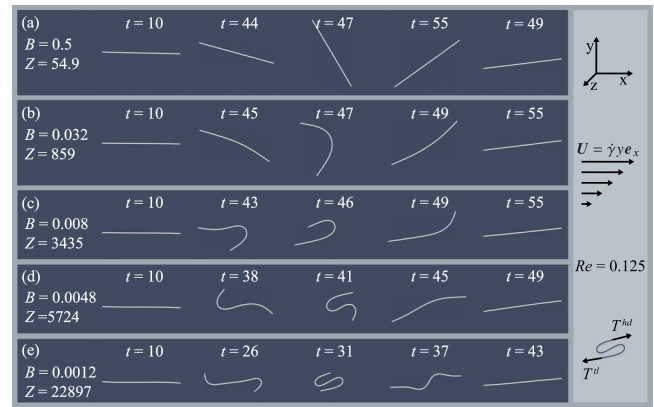 (a) t = 10 t = 44 t = 47 t = 55 t = 49
B = 0.5
Z = 54.9
(b) t = 10 t = 45 t = 47 t = 49 t = 55
B = 0.032
Z = 859
(c) t = 10 t = 43 t = 46 t = 49 t = 55
B = 0.008
Z = 3435
(d) t = 10 t = 38 t = 41 t = 45 t = 49
B = 0.0048
Z =5724
(e) t = 10 t = 26 t = 31 t = 37 t = 43
B = 0.0012
Z = 22897
y
z x
U = γ̇ y eₓ
Re = 0.125
T^hd
T^tl